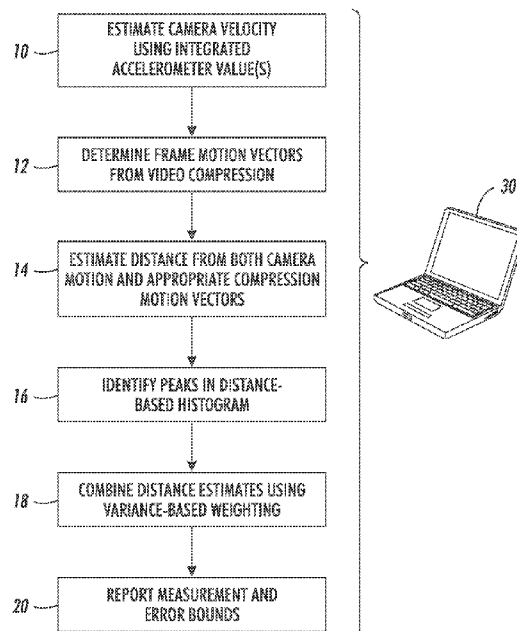 10
ESTIMATE CAMERA VELOCITY
USING INTEGRATED
ACCELEROMETER VALUE(S)
12
DETERMINE FRAME MOTION VECTORS
FROM VIDEO COMPRESSION
30
14
ESTIMATE DISTANCE FROM BOTH CAMERA
MOTION AND APPROPRIATE COMPRESSION
MOTION VECTORS
16
IDENTIFY PEAKS IN DISTANCE-
BASED HISTOGRAM
18
COMBINE DISTANCE ESTIMATES USING
VARIANCE-BASED WEIGHTING
20
REPORT MEASUREMENT AND
ERROR BOUNDS